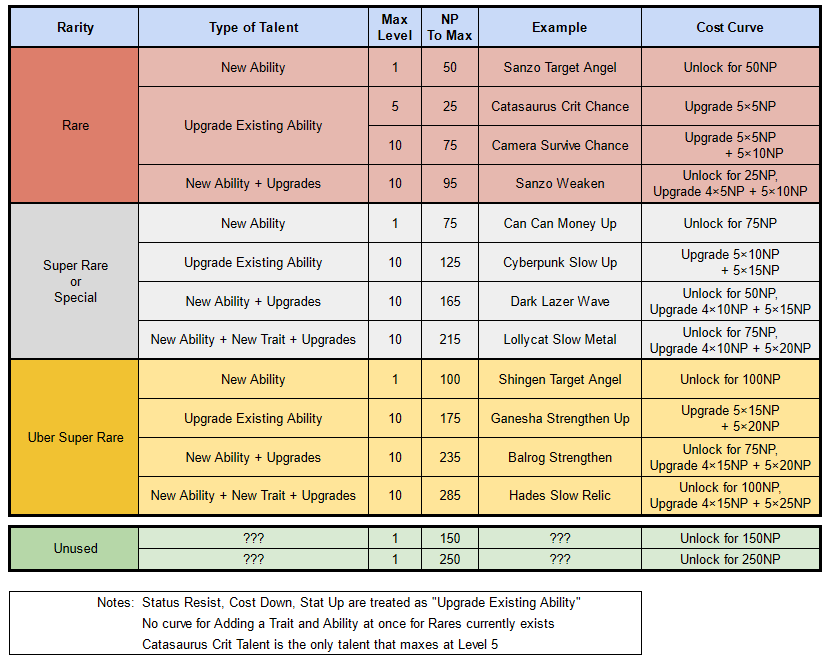 Rarity Type of Talent Max Level NP To Max Example Cost Curve
Rare
New Ability 1 50 Sanzo Target Angel Unlock for 50NP
Upgrade Existing Ability
5 25 Catasaurus Crit Chance Upgrade 5×5NP
10 75 Camera Survive Chance Upgrade 5×5NP
+ 5×10NP
New Ability + Upgrades 10 95 Sanzo Weaken Unlock for 25NP,
Upgrade 4×5NP + 5×10NP
Super Rare
or
Special
New Ability 1 75 Can Can Money Up Unlock for 75NP
Upgrade Existing Ability 10 125 Cyberpunk Slow Up Upgrade 5×10NP
+ 5×15NP
New Ability + Upgrades 10 165 Dark Lazer Wave Unlock for 50NP,
Upgrade 4×10NP + 5×15NP
New Ability + New Trait + Upgrades 10 215 Lollycat Slow Metal Unlock for 75NP,
Upgrade 4×10NP + 5×20NP
Uber Super Rare
New Ability 1 100 Shingen Target Angel Unlock for 100NP
Upgrade Existing Ability 10 175 Ganesha Strengthen Up Upgrade 5×15NP
+ 5×20NP
New Ability + Upgrades 10 235 Balrog Strengthen Unlock for 75NP,
Upgrade 4×15NP + 5×20NP
New Ability + New Trait + Upgrades 10 285 Hades Slow Relic Unlock for 100NP,
Upgrade 4×15NP + 5×25NP
Unused
??? 1 150 ??? Unlock for 150NP
??? 1 250 ??? Unlock for 250NP
Notes: Status Resist, Cost Down, Stat Up are treated as "Upgrade Existing Ability"
No curve for Adding a Trait and Ability at once for Rares currently exists
Catasaurus Crit Talent is the only talent that maxes at Level 5